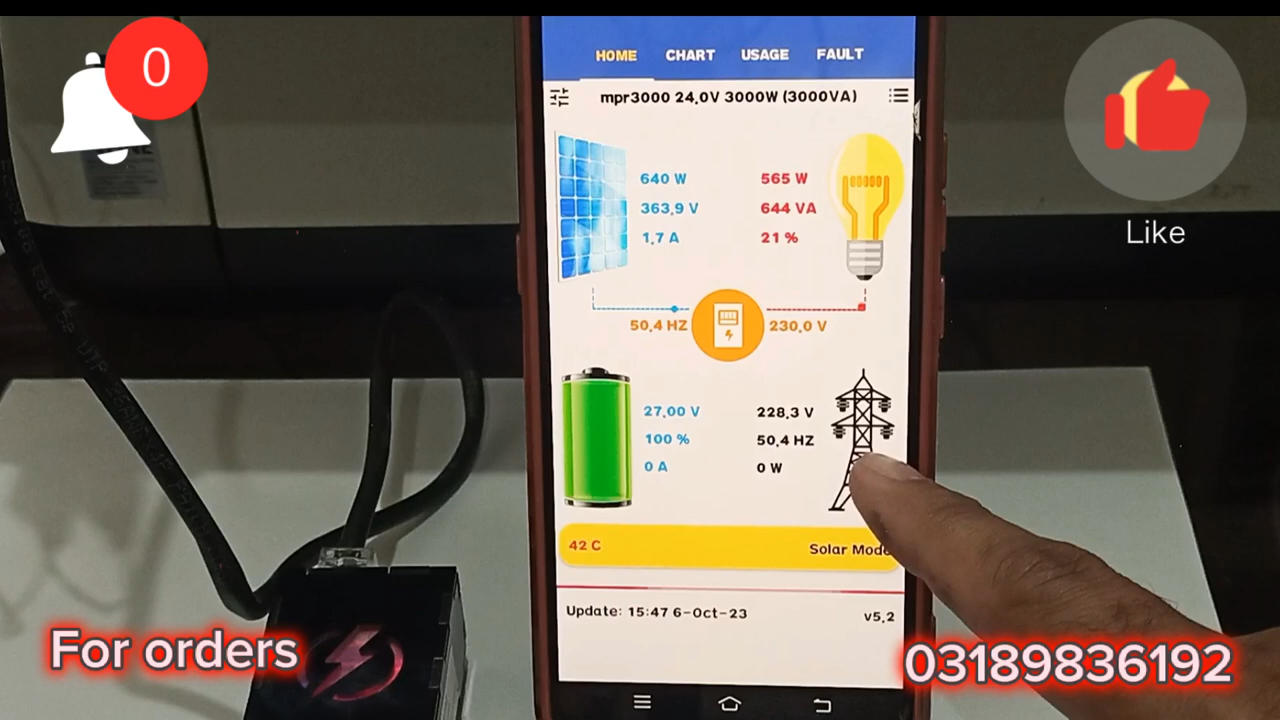 0
HOME CHART USAGE FAULT
mpr3000 24,0V 3000W (3000VA)
640 W 565 W
363,9 V 644 VA
1,7 A 21 %
Like
50,4 HZ 230,0 V
27,00 V 228,3 V
100 % 50,4 HZ
0 A 0 W
42 C Solar Mode
Update: 15:47 6-Oct-23 v5,2
For orders 03189836192